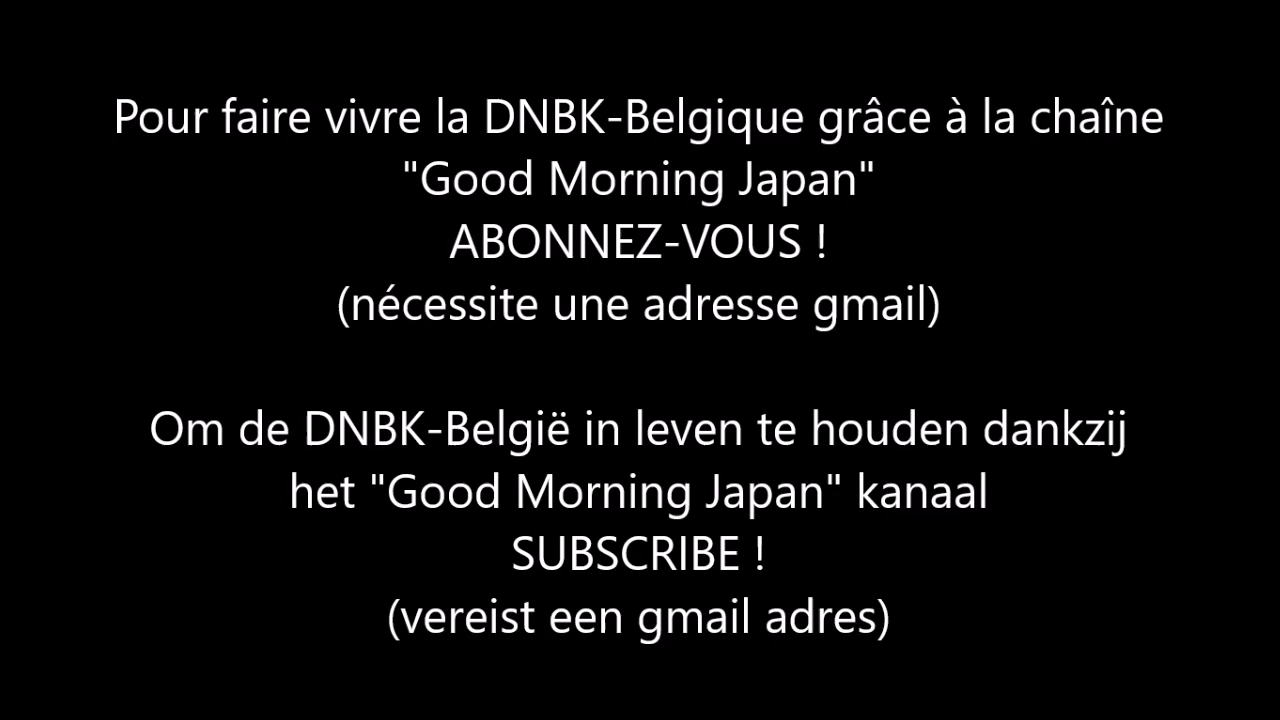 Pour faire vivre la DNBK-Belgique grâce à la chaîne
"Good Morning Japan"
ABONNEZ-VOUS !
(nécessite une adresse gmail)
Om de DNBK-België in leven te houden dankzij
het "Good Morning Japan" kanaal
SUBSCRIBE !
(vereist een gmail adres)